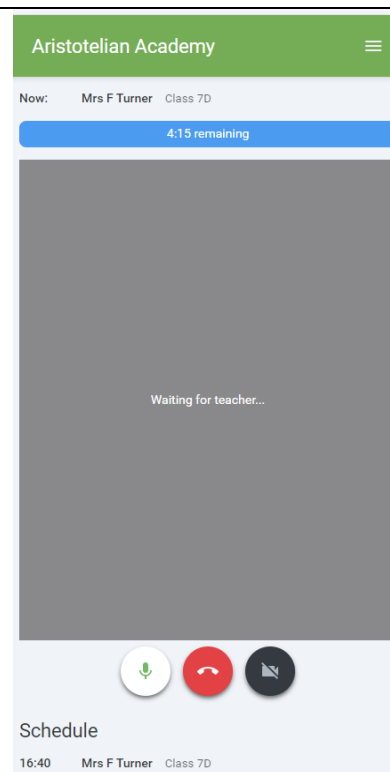 Aristotelian Academy
Now: Mrs F Turner Class 7D
4:15 remaining
Waiting for teacher...
Schedule
16:40 Mrs F Turner Class 7D